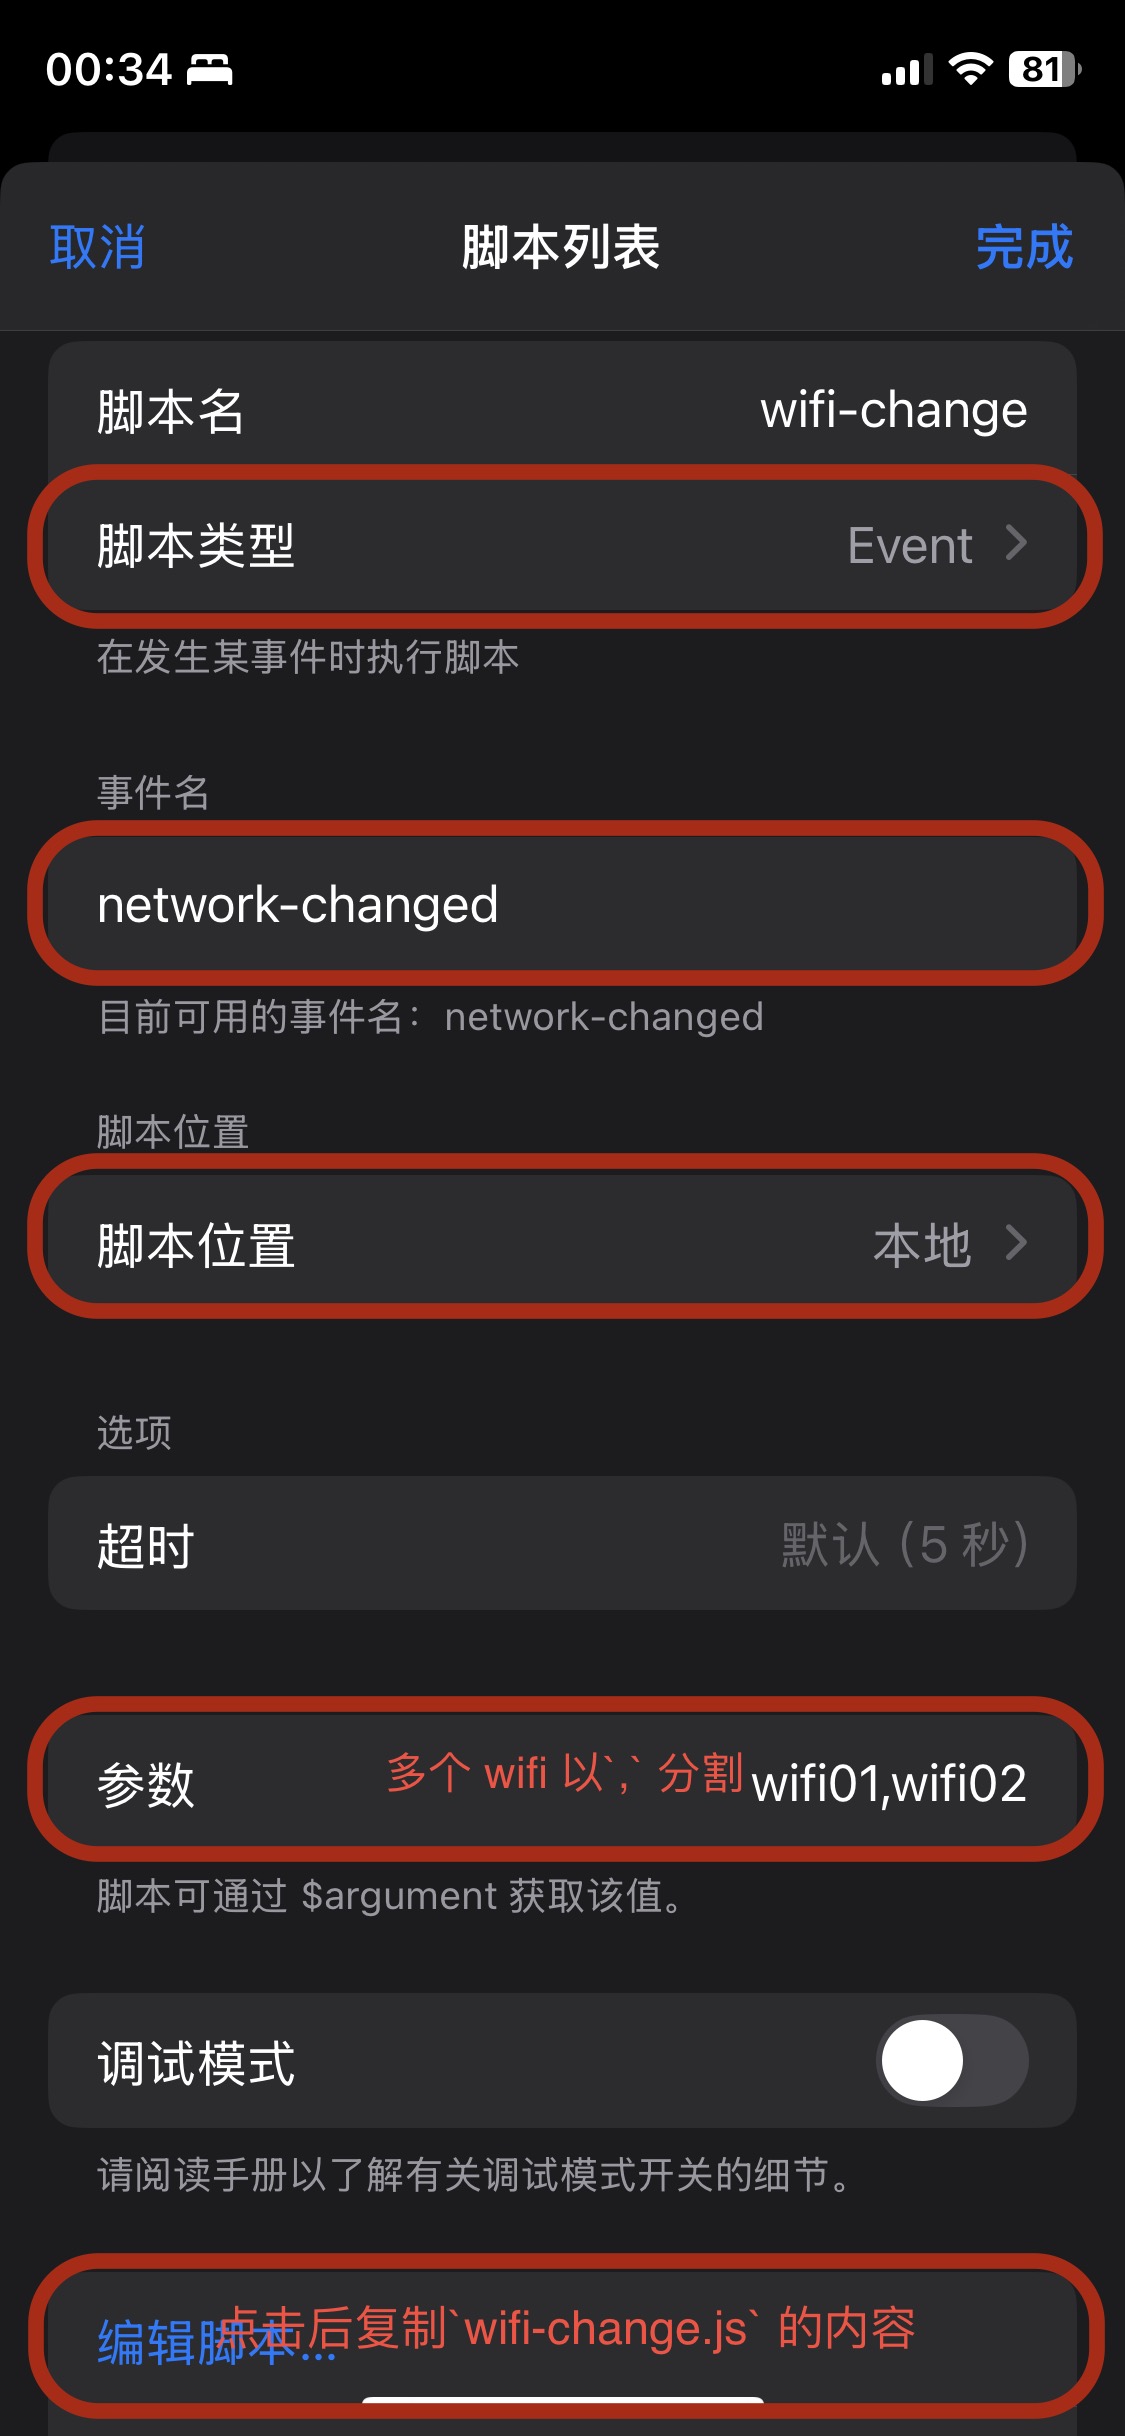 00:34
81
取消
脚本列表
完成
脚本名
wifi-change
脚本类型
Event
在发生某事件时执行脚本
事件名
network-changed
目前可用的事件名：network-changed
脚本位置
脚本位置
本地
选项
超时
默认（5 秒）
参数
多个 wifi 以`,` 分割
wifi01,wifi02
脚本可通过 $argument 获取该值。
调试模式
请阅读手册以了解有关调试模式开关的细节。
编辑脚本...
点击后复制`wifi-change.js` 的内容